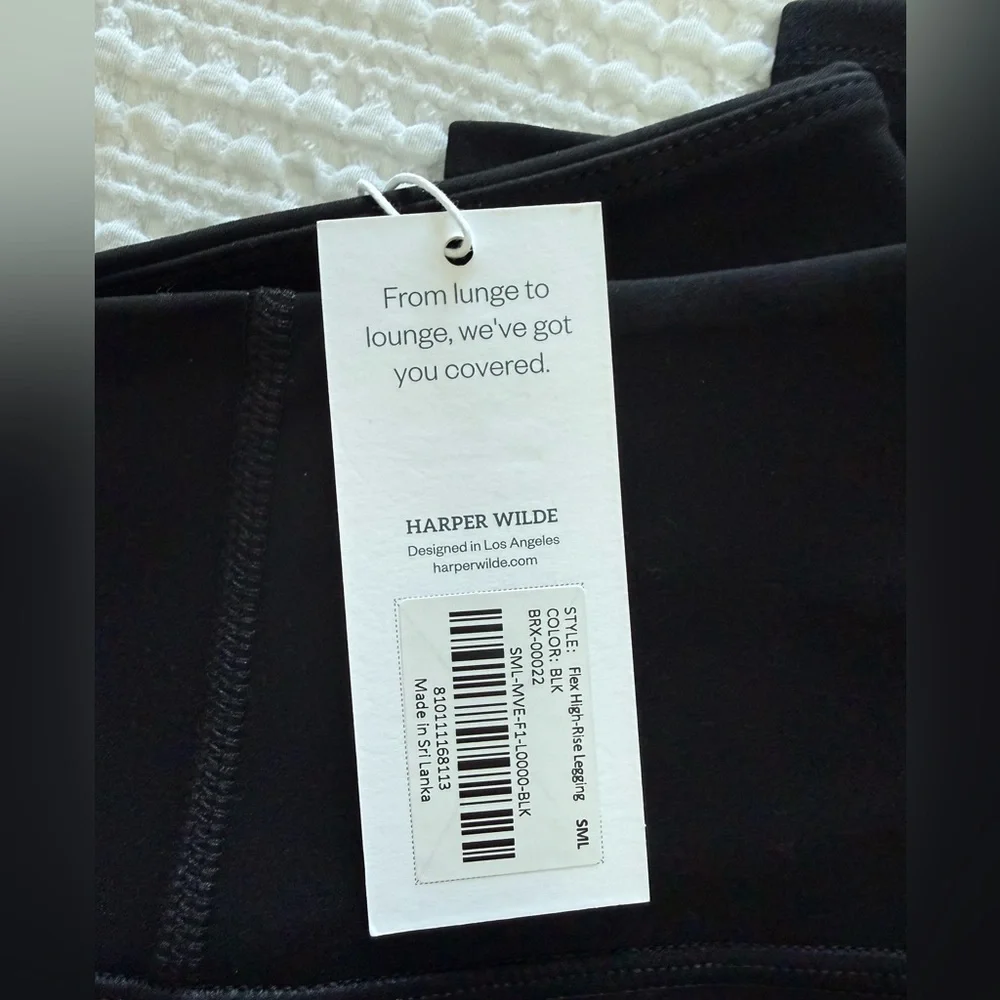 From lunge to
lounge, we've got
you covered.
HARPER WILDE
Designed in Los Angeles
harperwilde.com
STYLE: Flex High-Rise Legging SML
COLOR: BLK
BRX-00022
SML-MVE-F1-L0000-BLK
810111168113
Made in Sri Lanka